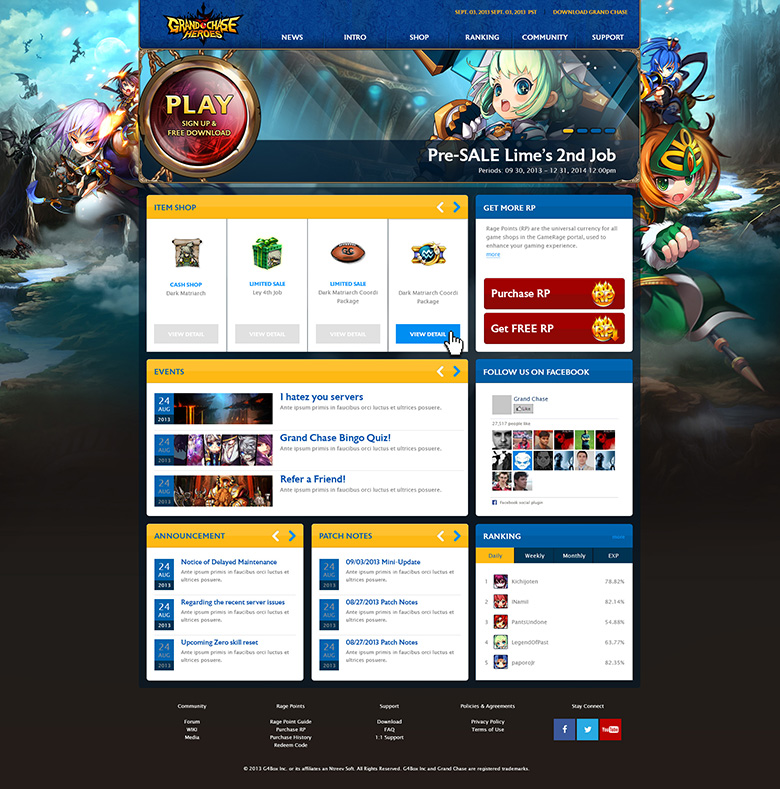 SEPT. 03, 2013 SEPT. 03, 2013 PST
DOWNLOAD GRAND CHASE
GRAND CHASE
HEROES
NEWS
INTRO
SHOP
RANKING
COMMUNITY
SUPPORT
PLAY
SIGN UP &
FREE DOWNLOAD
Pre-SALE Lime's 2nd Job
Periods: 09 30, 2013 – 12 31, 2014 12:00pm
ITEM SHOP
CASH SHOP
Dark Matriarch
VIEW DETAIL
LIMITED SALE
Ley 4th Job
VIEW DETAIL
LIMITED SALE
Dark Matriarch Coordi
Package
VIEW DETAIL
Dark Matriarch Coordi
Package
VIEW DETAIL
GET MORE RP
Rage Points (RP) are the universal currency for all
game shops in the GameRage portal, used to
enhance your gaming experience.
more
Purchase RP
Get FREE RP
EVENTS
24
AUG
2013
I hatez you servers
Ante ipsum primis in faucibus orci luctus et ultrices posuere.
24
AUG
2013
Grand Chase Bingo Quiz!
Ante ipsum primis in faucibus orci luctus et ultrices posuere.
24
AUG
2013
Refer a Friend!
Ante ipsum primis in faucibus orci luctus et ultrices posuere.
FOLLOW US ON FACEBOOK
Grand Chase
Like
27,517 people like
Facebook social plugin
ANNOUNCEMENT
24
AUG
2013
Notice of Delayed Maintenance
Ante ipsum primis in faucibus orci luctus et
ultrices posuere.
24
AUG
2013
Regarding the recent server issues
Ante ipsum primis in faucibus orci luctus et
ultrices posuere.
24
AUG
2013
Upcoming Zero skill reset
Ante ipsum primis in faucibus orci luctus et
ultrices posuere.
PATCH NOTES
24
AUG
2013
09/03/2013 Mini-Update
Ante ipsum primis in faucibus orci luctus et
ultrices posuere.
24
AUG
2013
08/27/2013 Patch Notes
Ante ipsum primis in faucibus orci luctus et
ultrices posuere.
24
AUG
2013
08/27/2013 Patch Notes
Ante ipsum primis in faucibus orci luctus et
ultrices posuere.
RANKING
more
Daily
Weekly
Monthly
EXP
1 Kichijoten 78.82%
2 INamil 82.14%
3 PantsUndone 54.88%
4 LegendOfPast 63.77%
5 paporojr 82.35%
Community
Forum
WIKI
Media
Rage Points
Rage Point Guide
Purchase RP
Purchase History
Redeem Code
Support
Download
FAQ
1:1 Support
Policies & Agreements
Privacy Policy
Terms of Use
Stay Connect
You Tube
© 2013 G4Box Inc. or its affiliates an Ntreev Soft. All Rights Reserved. G4Box Inc and Grand Chase are registered trademarks.